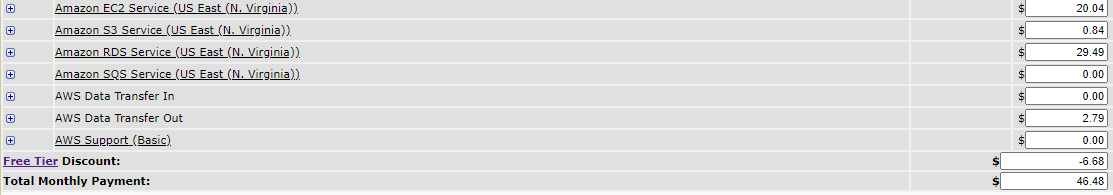 Amazon EC2 Service (US East (N. Virginia)) $ 20.04
Amazon S3 Service (US East (N. Virginia)) $ 0.84
Amazon RDS Service (US East (N. Virginia)) $ 29.49
Amazon SQS Service (US East (N. Virginia)) $ 0.00
AWS Data Transfer In $ 0.00
AWS Data Transfer Out $ 2.79
AWS Support (Basic) $ 0.00
Free Tier Discount: $ -6.68
Total Monthly Payment: $ 46.48